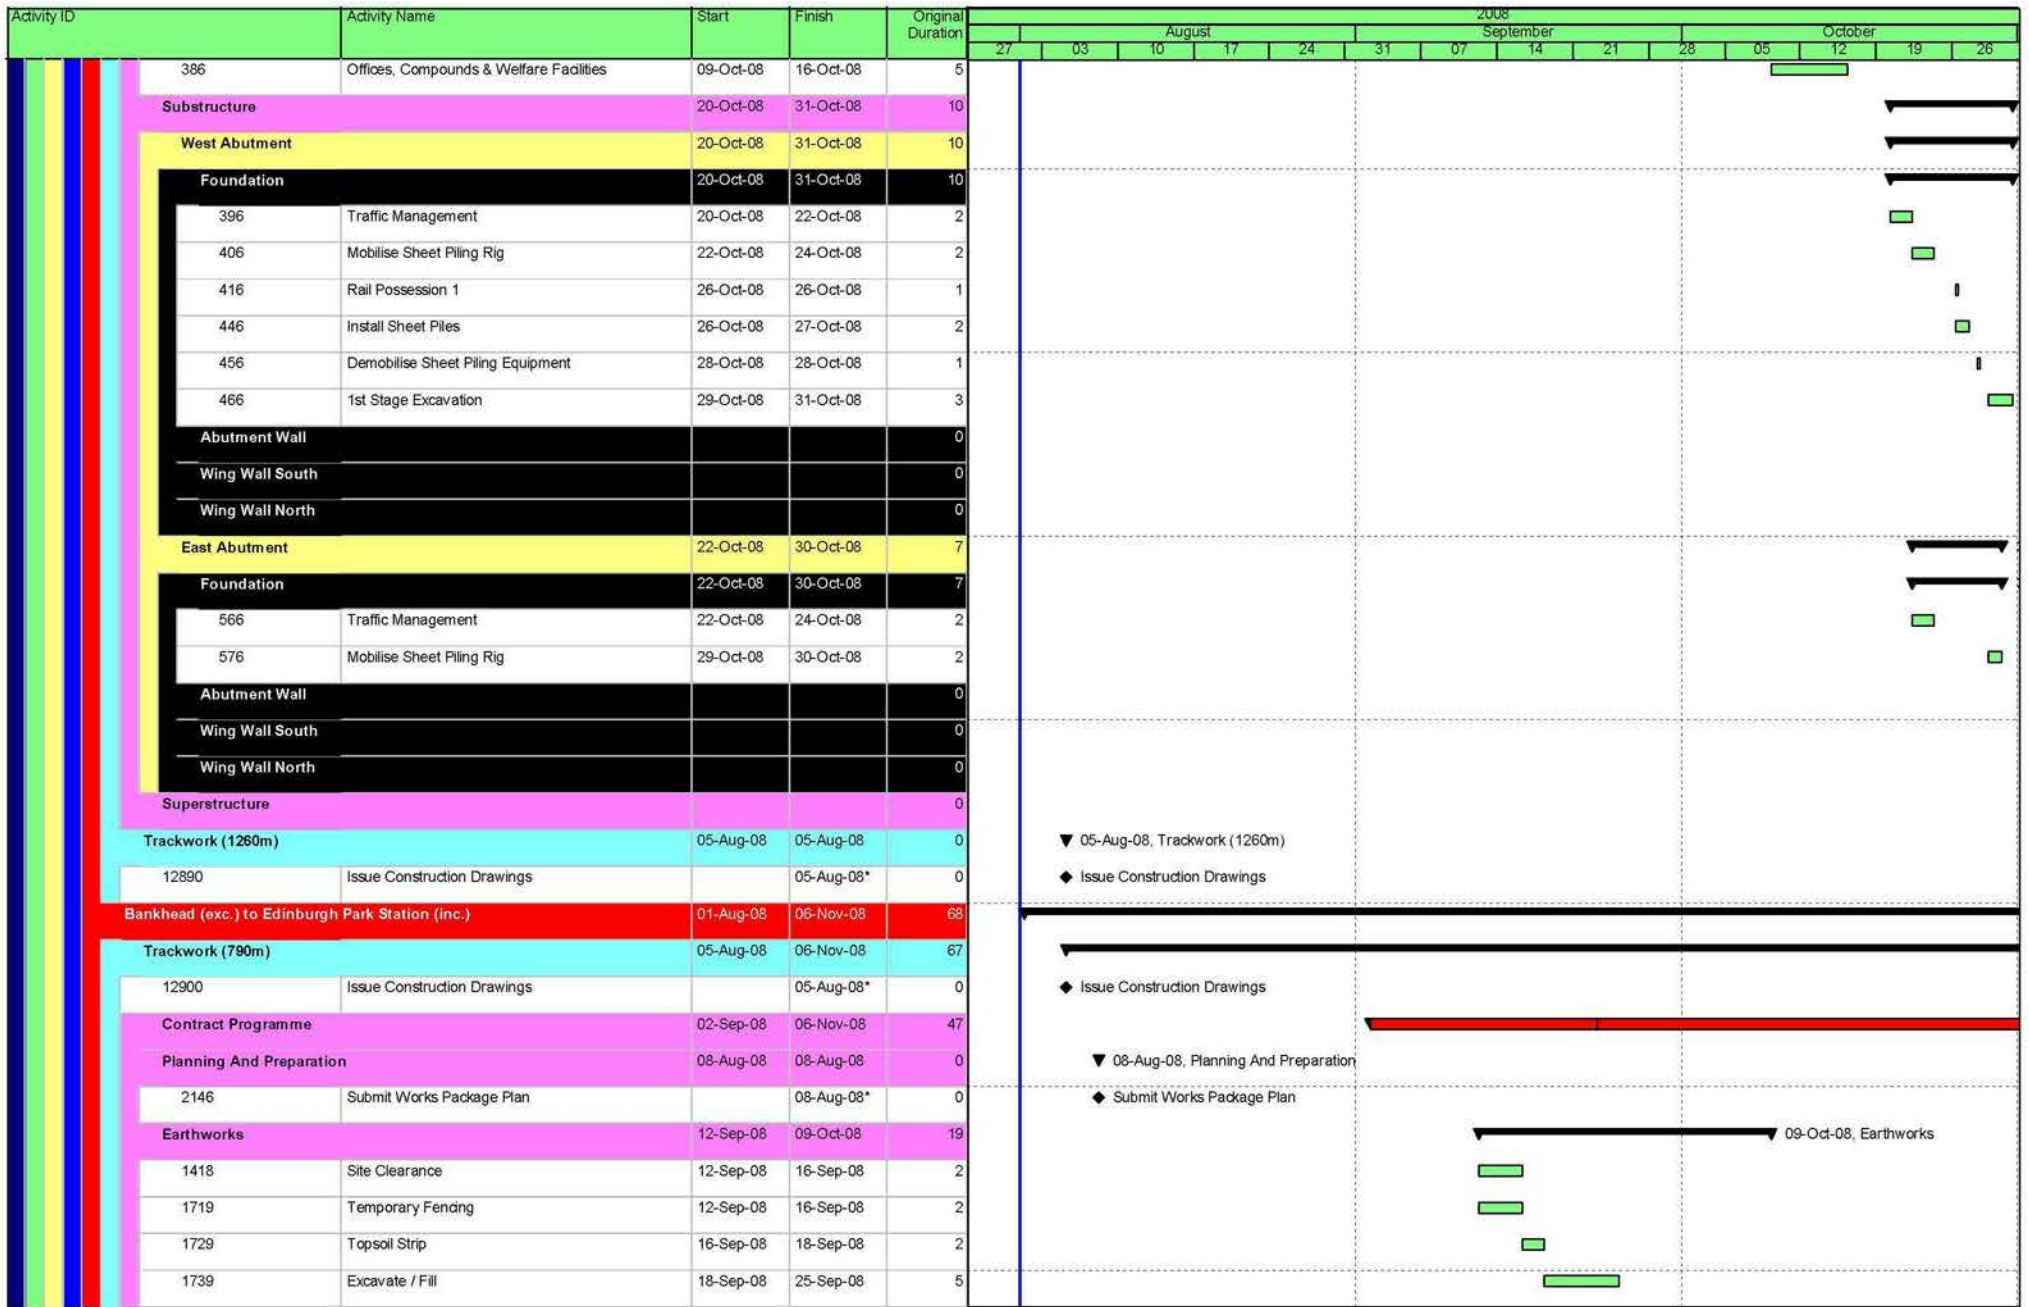 Activity ID Activity Name Start Finish Original Duration 2008
August September October
27 03 10 17 24 31 07 14 21 28 05 12 19 26
386 Offices, Compounds & Welfare Facilities 09-Oct-08 16-Oct-08 5
Substructure 20-Oct-08 31-Oct-08 10
West Abutment 20-Oct-08 31-Oct-08 10
Foundation 20-Oct-08 31-Oct-08 10
396 Traffic Management 20-Oct-08 22-Oct-08 2
406 Mobilise Sheet Piling Rig 22-Oct-08 24-Oct-08 2
416 Rail Possession 1 26-Oct-08 26-Oct-08 1
446 Install Sheet Piles 26-Oct-08 27-Oct-08 2
456 Demobilise Sheet Piling Equipment 28-Oct-08 28-Oct-08 1
466 1st Stage Excavation 29-Oct-08 31-Oct-08 3
Abutment Wall 0
Wing Wall South 0
Wing Wall North 0
East Abutment 22-Oct-08 30-Oct-08 7
Foundation 22-Oct-08 30-Oct-08 7
566 Traffic Management 22-Oct-08 24-Oct-08 2
576 Mobilise Sheet Piling Rig 29-Oct-08 30-Oct-08 2
Abutment Wall 0
Wing Wall South 0
Wing Wall North 0
Superstructure 0
Trackwork (1260m) 05-Aug-08 05-Aug-08 0 05-Aug-08, Trackwork (1260m)
12890 Issue Construction Drawings 05-Aug-08* 0 Issue Construction Drawings
Bankhead (exc.) to Edinburgh Park Station (inc.) 01-Aug-08 06-Nov-08 68
Trackwork (790m) 05-Aug-08 06-Nov-08 67
12900 Issue Construction Drawings 05-Aug-08* 0 Issue Construction Drawings
Contract Programme 02-Sep-08 06-Nov-08 47
Planning And Preparation 08-Aug-08 08-Aug-08 0 08-Aug-08, Planning And Preparation
2146 Submit Works Package Plan 08-Aug-08* 0 Submit Works Package Plan
Earthworks 12-Sep-08 09-Oct-08 19 09-Oct-08, Earthworks
1418 Site Clearance 12-Sep-08 16-Sep-08 2
1719 Temporary Fencing 12-Sep-08 16-Sep-08 2
1729 Topsoil Strip 16-Sep-08 18-Sep-08 2
1739 Excavate / Fill 18-Sep-08 25-Sep-08 5